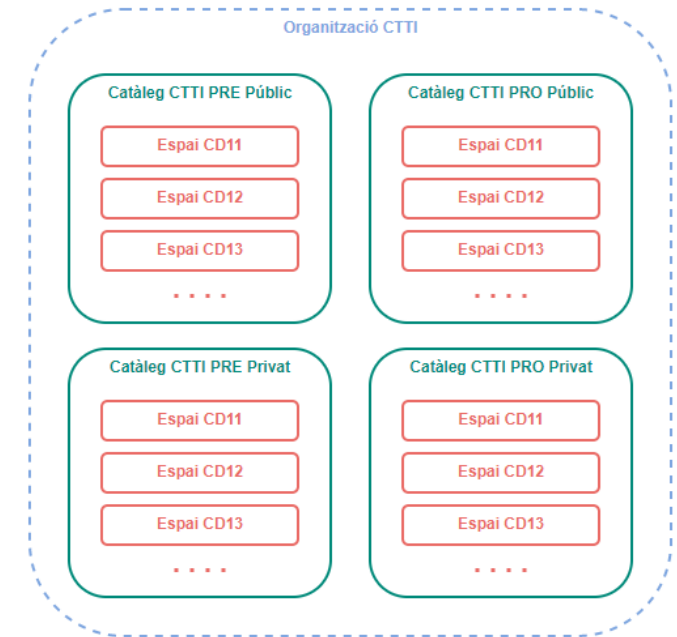 Organització CTTI
Catàleg CTTI PRE Públic
Espai CD11
Espai CD12
Espai CD13
. . . .
Catàleg CTTI PRO Públic
Espai CD11
Espai CD12
Espai CD13
. . . .
Catàleg CTTI PRE Privat
Espai CD11
Espai CD12
Espai CD13
. . . .
Catàleg CTTI PRO Privat
Espai CD11
Espai CD12
Espai CD13
. . . .